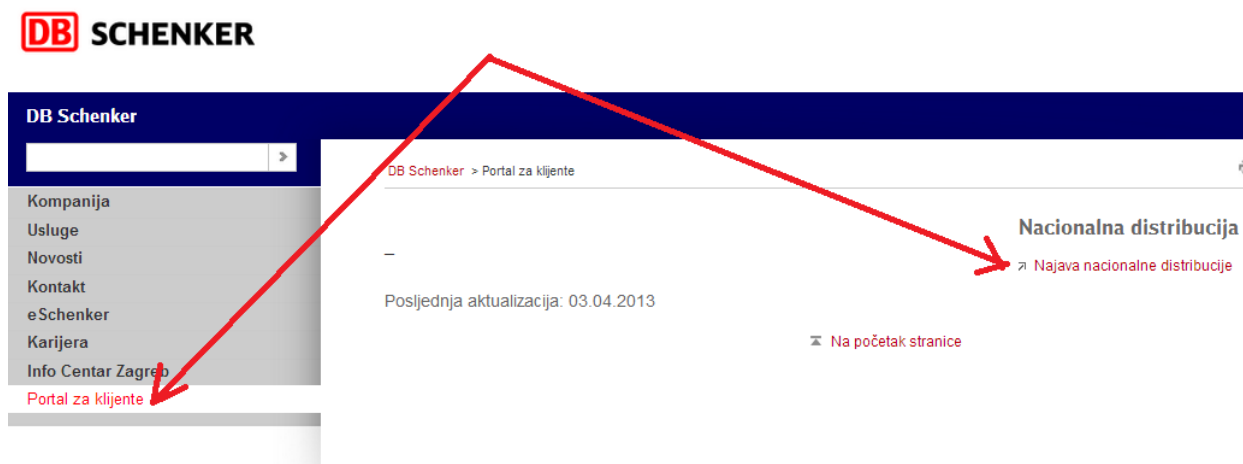 DB SCHENKER
DB Schenker
DB Schenker > Portal za klijente
Kompanija
Usluge
Novosti
Kontakt
eSchenker
Karijera
Info Centar Zagreb
Portal za klijente
–
Posljednja aktualizacija: 03.04.2013
Na početak stranice
Nacionalna distribucija
Najava nacionalne distribucije